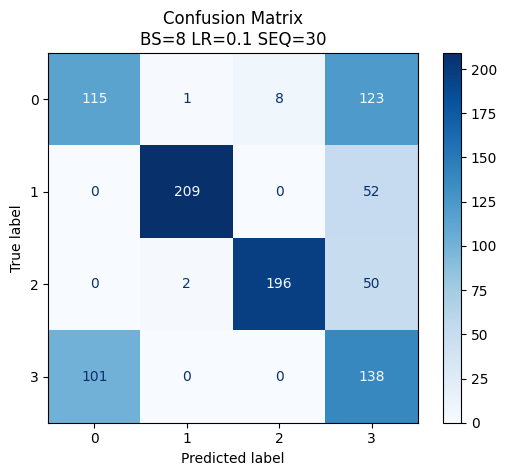 Confusion Matrix
BS=8 LR=0.1 SEQ=30
True label
0 115 1 8 123
1 0 209 0 52
2 0 2 196 50
3 101 0 0 138
0 1 2 3
Predicted label
200
175
150
125
100
75
50
25
0